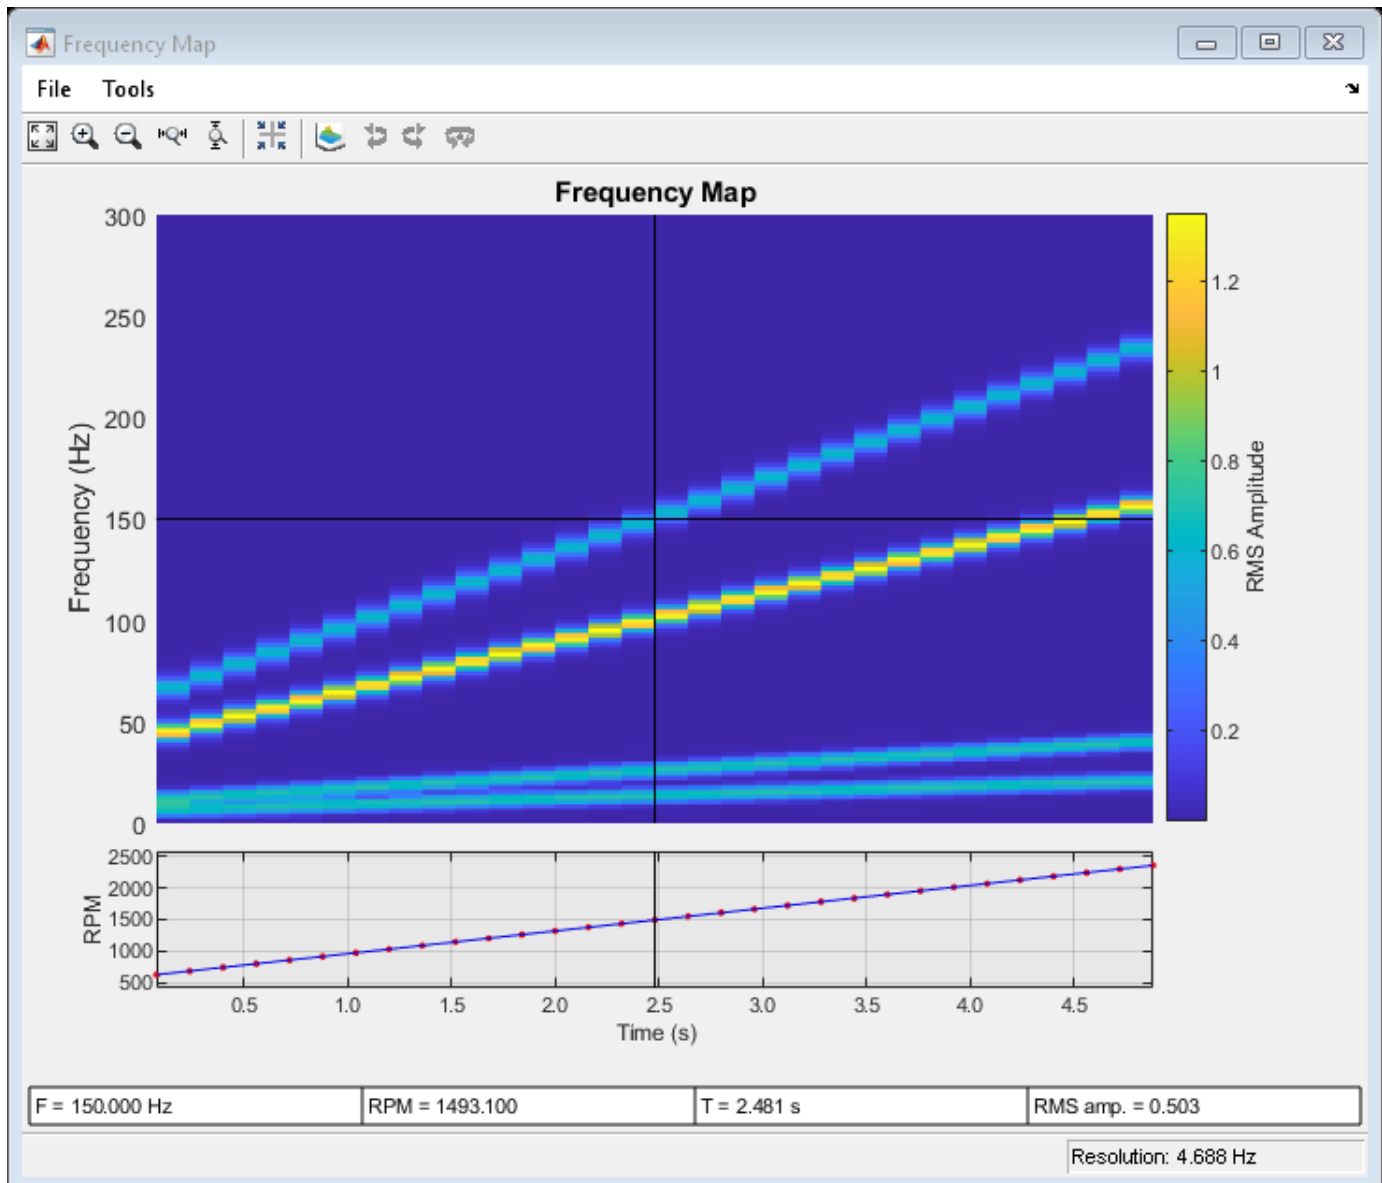 Frequency Map
File Tools
Frequency Map
300
250
200
150
100
50
0
Frequency (Hz)
1.2
1
0.8
0.6
0.4
0.2
RMS Amplitude
2500
2000
1500
1000
500
RPM
0.5 1.0 1.5 2.0 2.5 3.0 3.5 4.0 4.5
Time (s)
F = 150.000 Hz RPM = 1493.100 T = 2.481 s RMS amp. = 0.503
Resolution: 4.688 Hz